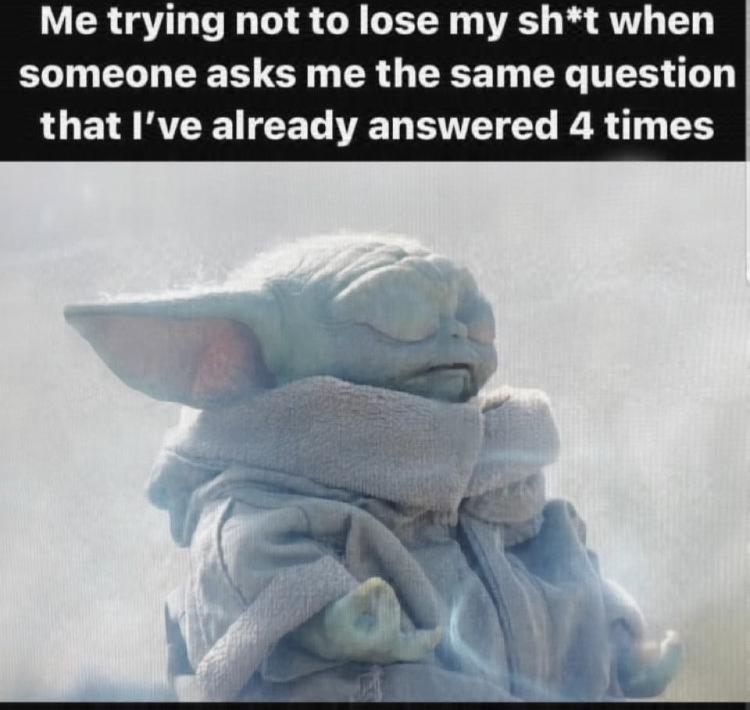 Me trying not to lose my sh*t when
someone asks me the same question
that I've already answered 4 times